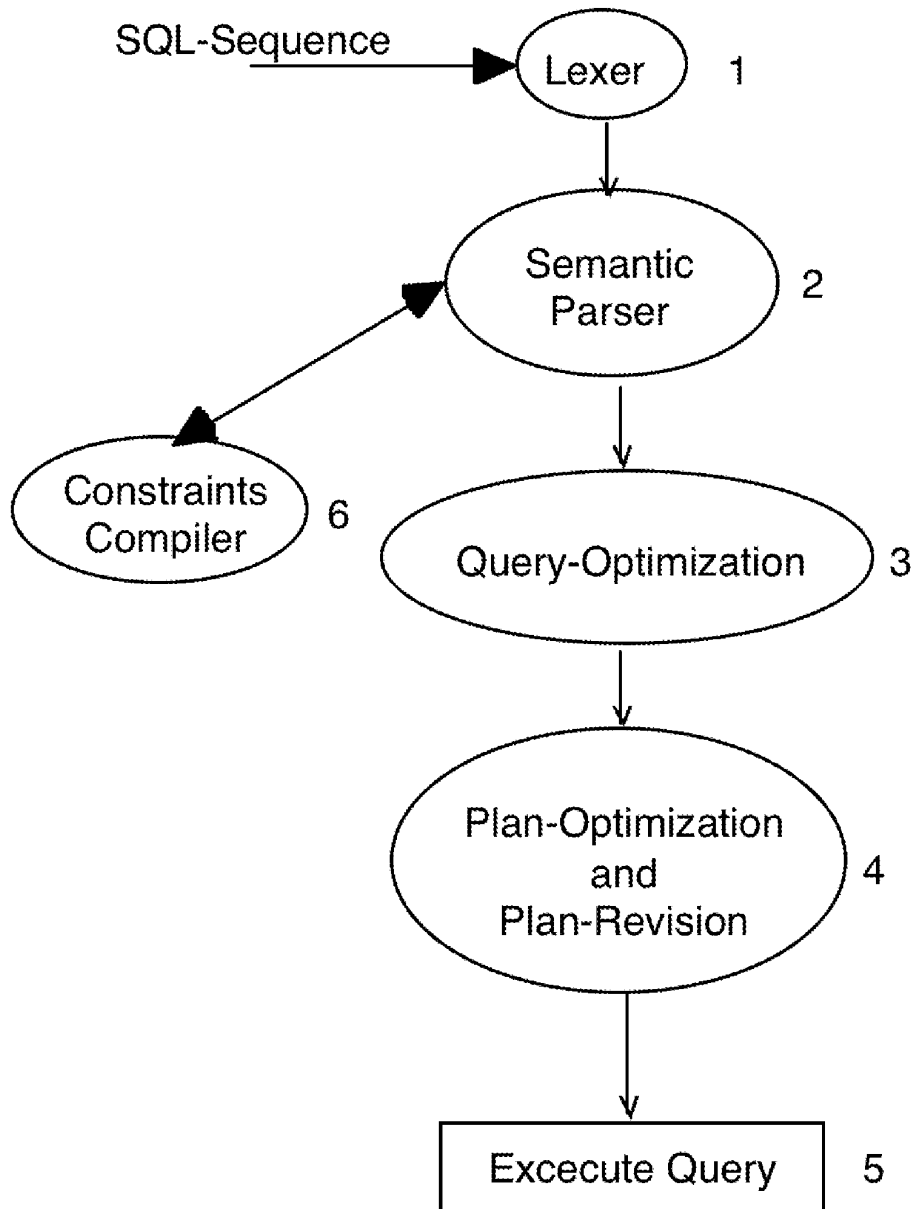 SQL-Sequence
Lexer
1
Semantic
Parser
2
Constraints
Compiler
6
Query-Optimization
3
Plan-Optimization
and
Plan-Revision
4
Excecute Query
5